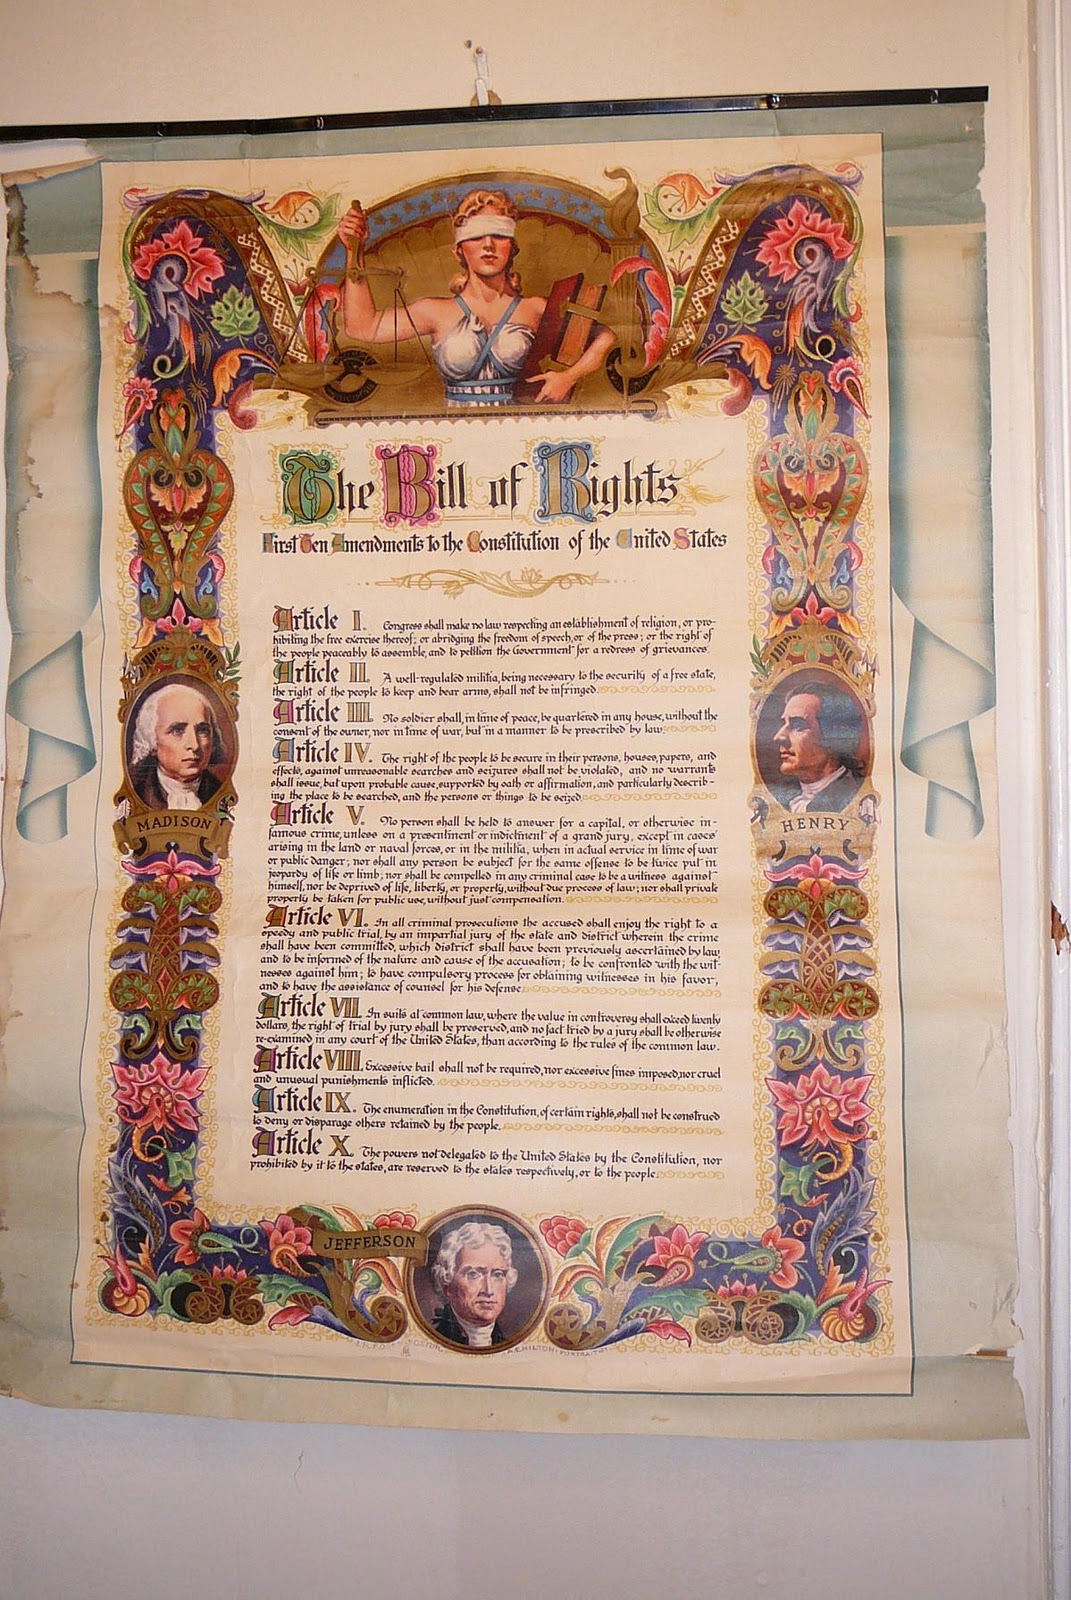 The Bill of Rights
First Ten Amendments to the Constitution of the United States
Article I. Congress shall make no law respecting an establishment of religion, or pro-
hibiting the free exercise thereof; or abridging the freedom of speech, or of the press; or the right of
the people peaceably to assemble, and to petition the Government for a redress of grievances.
Article II. A well-regulated militia, being necessary to the security of a free state,
the right of the people to keep and bear arms, shall not be infringed.
Article III. No soldier shall, in time of peace, be quartered in any house, without the
consent of the owner, nor in time of war, but in a manner to be prescribed by law.
Article IV. The right of the people to be secure in their persons, houses, papers, and
effects, against unreasonable searches and seizures shall not be violated, and no warrants
shall issue, but upon probable cause, supported by oath or affirmation, and particularly describ-
ing the place to be searched, and the persons or things to be seized.
Article V. No person shall be held to answer for a capital, or otherwise in-
famous crime, unless on a presentment or indictment of a grand jury, except in cases
arising in the land or naval forces, or in the militia, when in actual service in time of war
or public danger; nor shall any person be subject for the same offense to be twice put in
jeopardy of life or limb; nor shall be compelled in any criminal case to be a witness against
himself, nor be deprived of life, liberty, or property, without due process of law; nor shall private
property be taken for public use, without just compensation.
Article VI. In all criminal prosecutions the accused shall enjoy the right to a
speedy and public trial, by an impartial jury of the state and district wherein the crime
shall have been committed, which district shall have been previously ascertained by law,
and to be informed of the nature and cause of the accusation; to be confronted with the wit-
nesses against him; to have compulsory process for obtaining witnesses in his favor,
and to have the assistance of counsel for his defense.
Article VII. In suits at common law, where the value in controversy shall exceed twenty
dollars, the right of trial by jury shall be preserved, and no fact tried by a jury shall be otherwise
re-examined in any court of the United States, than according to the rules of the common law.
Article VIII. Excessive bail shall not be required, nor excessive fines imposed, nor cruel
and unusual punishments inflicted.
Article IX. The enumeration in the Constitution, of certain rights, shall not be construed
to deny or disparage others retained by the people.
Article X. The powers not delegated to the United States by the Constitution, nor
prohibited by it to the states, are reserved to the states respectively, or to the people.
MADISON
HENRY
JEFFERSON
HILTON